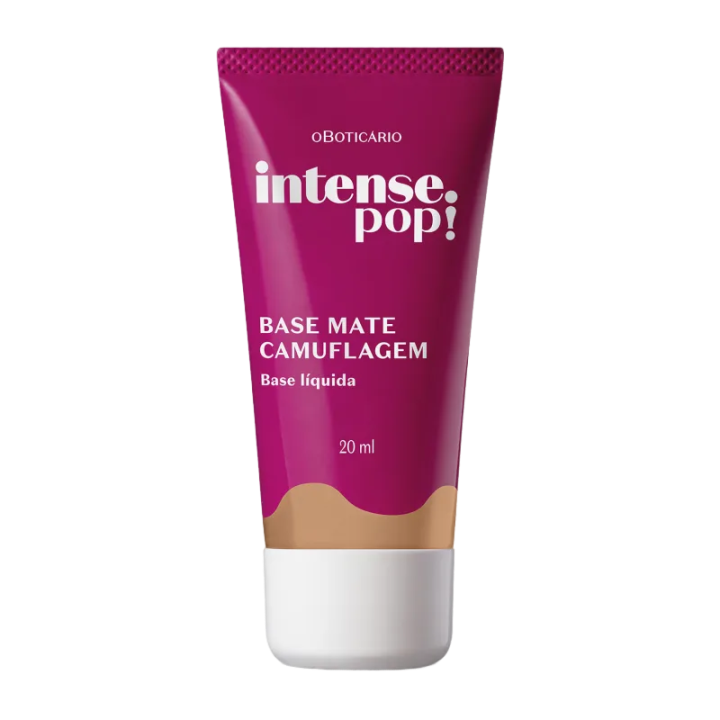 oBOTICÁRIO
intense.
pop!
BASE MATE
CAMUFLAGEM
Base líquida
20 ml